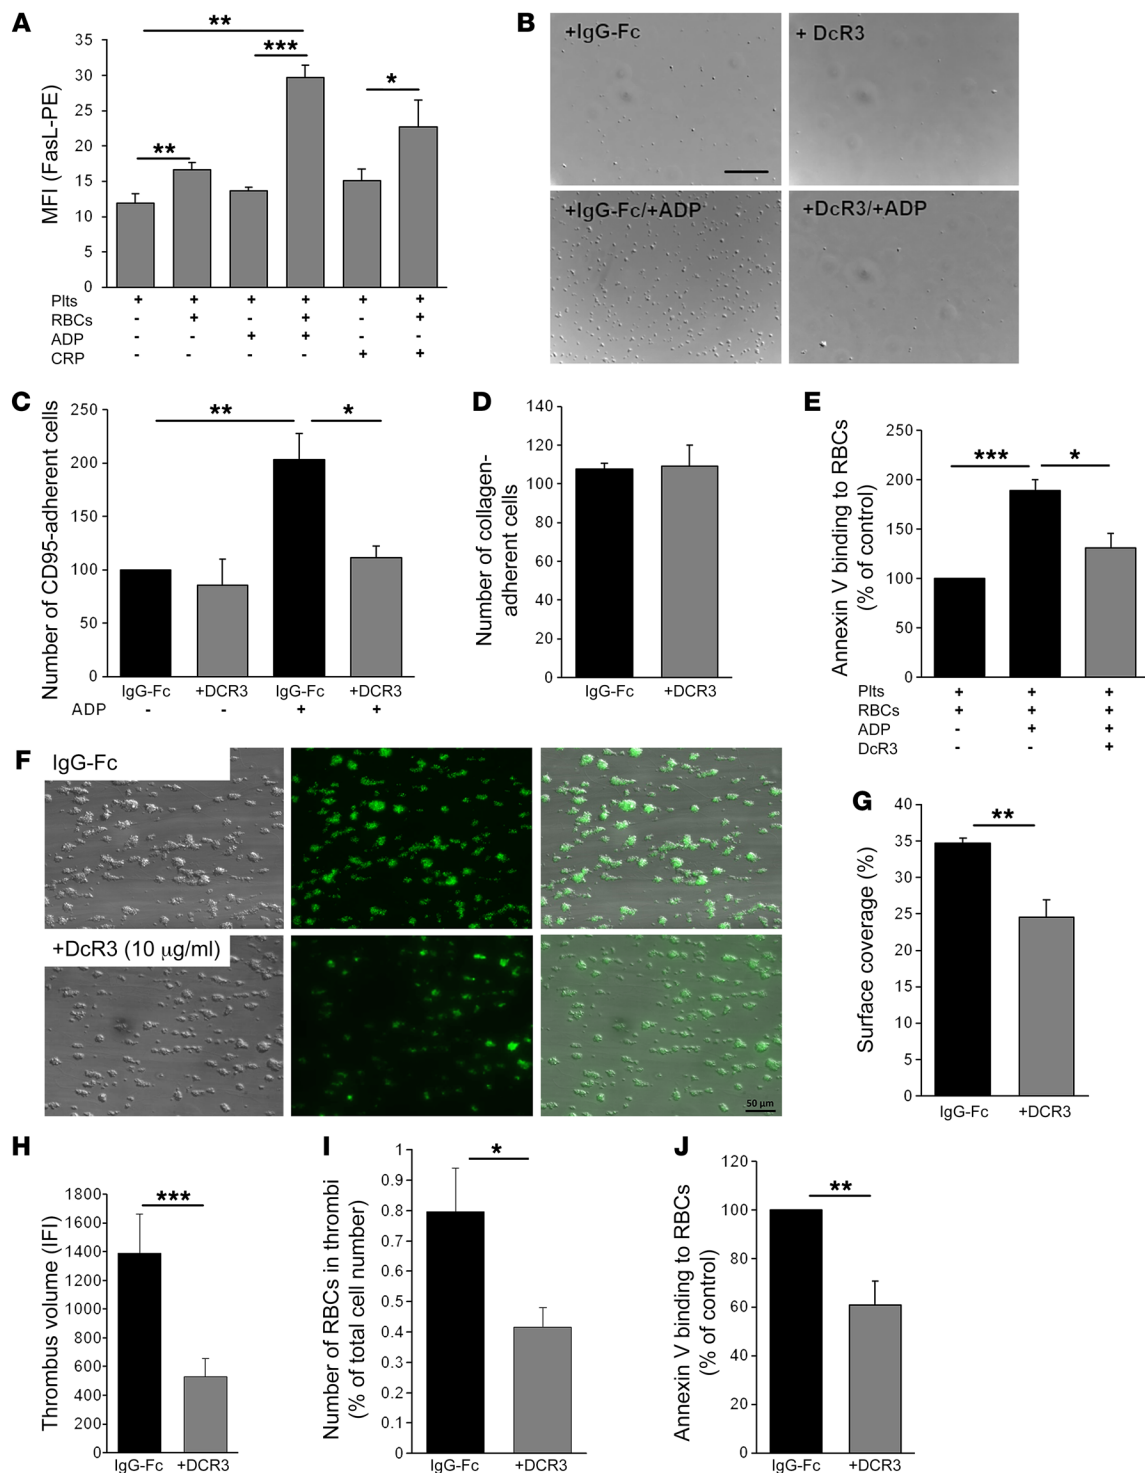 A
MFI (FasL-PE)
35
30
25
20
15
10
5
0
**
**
***
*
Plts + + + + + +
RBCs - + - + - +
ADP - - + + - -
CRP - - - - + +
B
+IgG-Fc
+ DcR3
+IgG-Fc/+ADP
+DcR3/+ADP
C
Number of CD95-adherent cells
250
200
150
100
50
0
**
*
IgG-Fc +DCR3 IgG-Fc +DCR3
ADP - - + +
D
Number of collagen-
adherent cells
140
120
100
80
60
40
20
0
IgG-Fc +DCR3
E
Annexin V binding to RBCs
(% of control)
250
200
150
100
50
0
***
*
Plts + + +
RBCs + + +
ADP - + +
DcR3 - - +
F
IgG-Fc
+DcR3 (10 µg/ml)
50 µm
G
Surface coverage (%)
40
35
30
25
20
15
10
5
0
**
IgG-Fc +DCR3
H
Thrombus volume (IFI)
1800
1600
1400
1200
1000
800
600
400
200
0
***
IgG-Fc +DCR3
I
Number of RBCs in thrombi
(% of total cell number)
1
0.9
0.8
0.7
0.6
0.5
0.4
0.3
0.2
0.1
0
*
IgG-Fc +DCR3
J
Annexin V binding to RBCs
(% of control)
120
100
80
60
40
20
0
**
IgG-Fc +DCR3